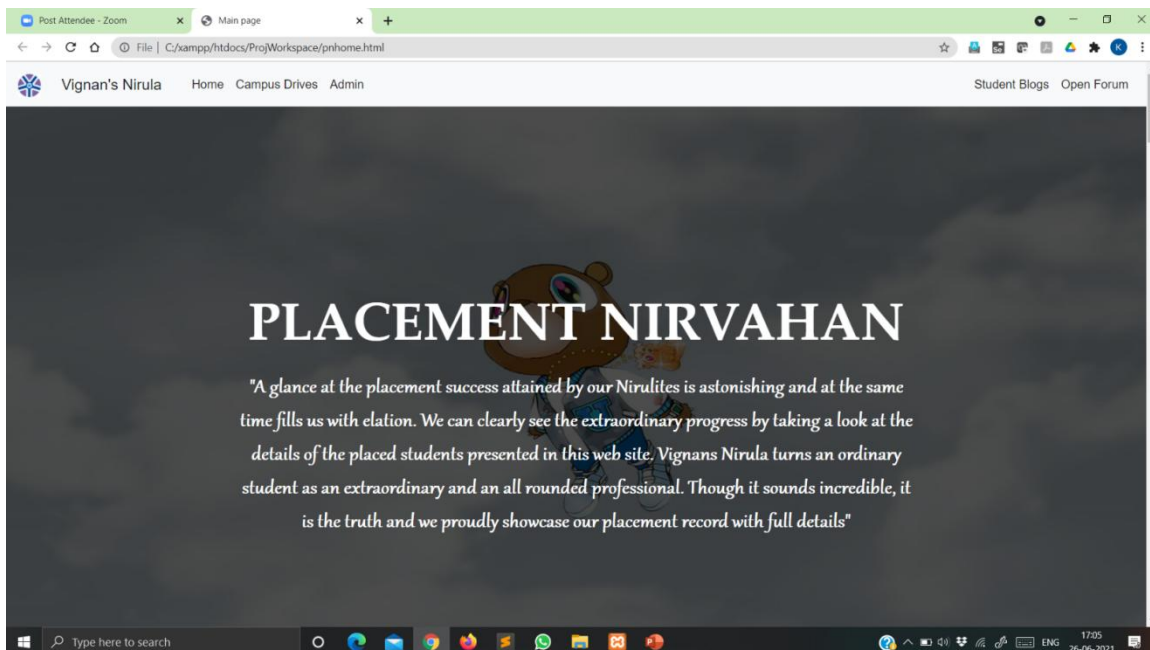 Post Attendee - Zoom
Main page
File | C:/xampp/htdocs/ProjWorkspace/pnhome.html
K
Vignan's Nirula Home Campus Drives Admin Student Blogs Open Forum
PLACEMENT NIRVAHAN
"A glance at the placement success attained by our Nirulites is astonishing and at the same
time fills us with elation. We can clearly see the extraordinary progress by taking a look at the
details of the placed students presented in this web site. Vignans Nirula turns an ordinary
student as an extraordinary and an all rounded professional. Though it sounds incredible, it
is the truth and we proudly showcase our placement record with full details"
Type here to search
ENG
17:05
26-06-2021